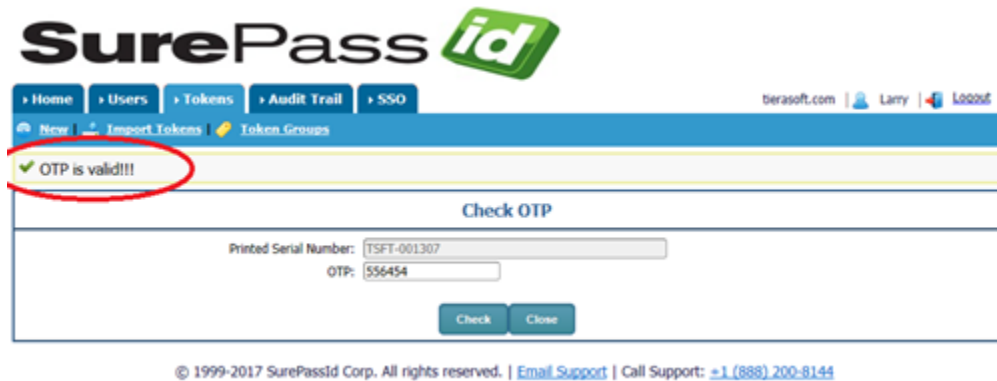 SurePass id
Home Users Tokens Audit Trail SSO tierasoft.com | Larry | Logout
New | Import Tokens | Token Groups
OTP is valid!!!
Check OTP
Printed Serial Number: TSFT-001307
OTP: 556454
Check Close
© 1999-2017 SurePassId Corp. All rights reserved. | Email Support | Call Support: +1 (888) 200-8144